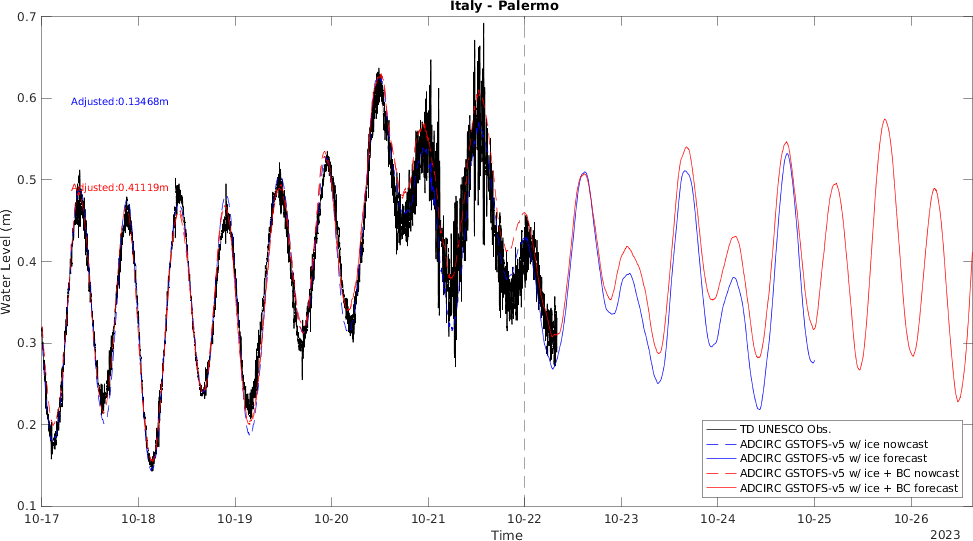 Italy - Palermo
0.7
0.6
0.5
0.4
0.3
0.2
0.1
Water Level (m)
Adjusted:0.13468m
Adjusted:0.41119m
TD UNESCO Obs.
ADCIRC GSTOFS-v5 w/ ice nowcast
ADCIRC GSTOFS-v5 w/ ice forecast
ADCIRC GSTOFS-v5 w/ ice + BC nowcast
ADCIRC GSTOFS-v5 w/ ice + BC forecast
10-17 10-18 10-19 10-20 10-21 10-22 10-23 10-24 10-25 10-26
Time
2023